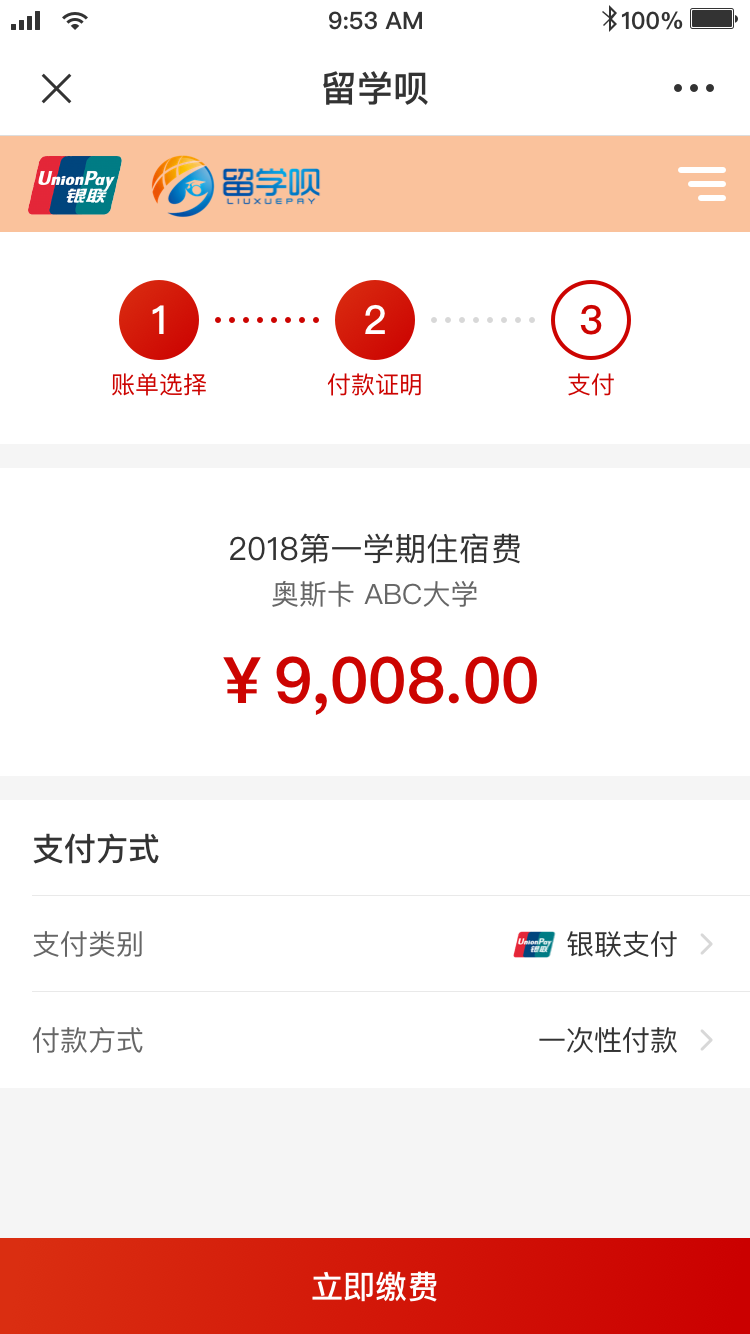 9:53 AM
100%
留学呗
UnionPay
银联
留学呗
LIUXUEPAY
1
2
3
账单选择
付款证明
支付
2018第一学期住宿费
奥斯卡 ABC大学
¥ 9,008.00
支付方式
支付类别
UnionPay
银联
银联支付
付款方式
一次性付款
立即缴费